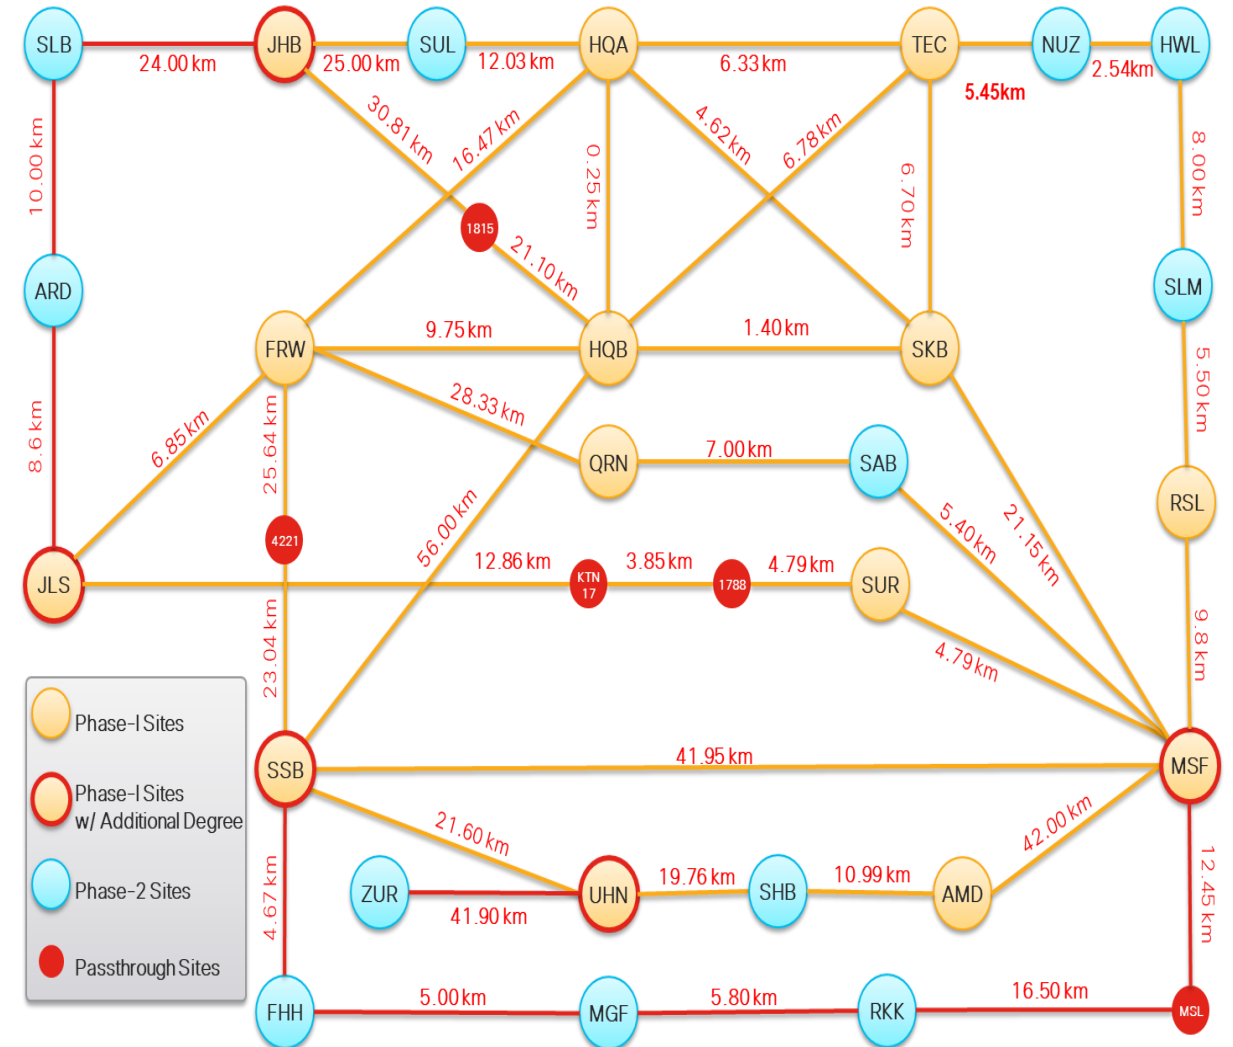 SLB
JHB
SUL
HQA
TEC
NUZ
HWL
24.00 km
25.00 km
12.03 km
6.33 km
5.45km
2.54km
10.00 km
30.81 km
16.47 km
0.25 km
4.62 km
6.78 km
6.70 km
8.00 km
1815
21.10 km
ARD
SLM
FRW
9.75 km
HQB
1.40 km
SKB
8.6 km
6.85 km
25.64 km
28.33 km
5.50 km
QRN
7.00 km
SAB
RSL
56.00 km
5.40 km
21.15 km
4221
JLS
12.86 km
KTN
17
3.85 km
1788
4.79 km
SUR
23.04 km
4.79 km
9.8 km
Phase-I Sites
Phase-I Sites
w/ Additional Degree
Phase-2 Sites
Passthrough Sites
SSB
41.95 km
MSF
21.60 km
42.00 km
4.67 km
ZUR
41.90 km
UHN
19.76 km
SHB
10.99 km
AMD
12.45 km
FHH
5.00 km
MGF
5.80 km
RKK
16.50 km
MSL